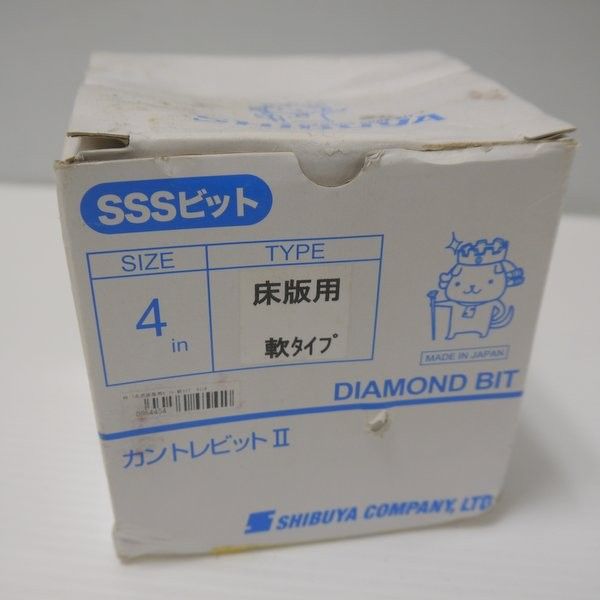 SSSビット
SIZE
TYPE
4
in
床版用
軟タイプ
MADE IN JAPAN
DIAMOND BIT
カントレビットⅡ
SHIBUYA COMPANY, LTD